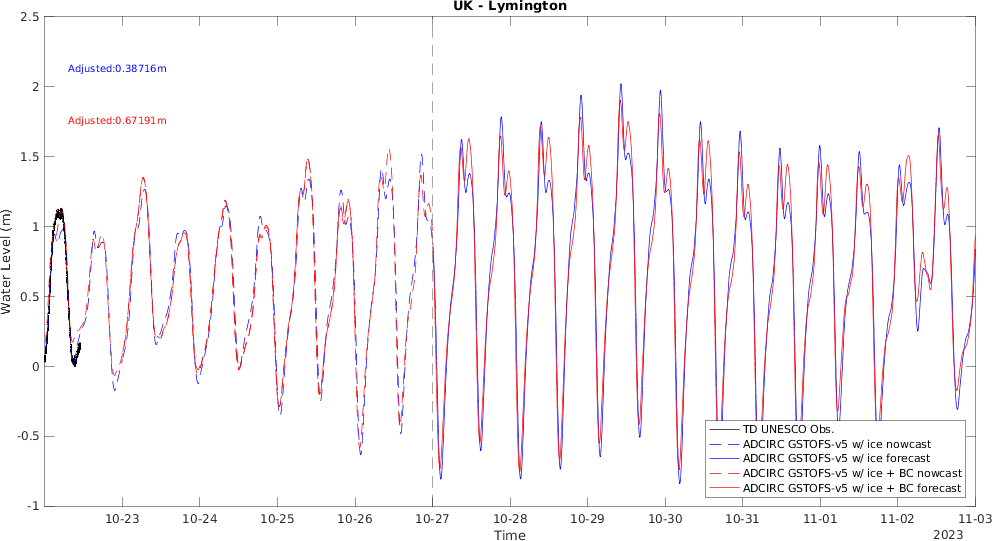 UK - Lymington
2.5
2
1.5
1
0.5
0
-0.5
-1
Water Level (m)
Adjusted:0.38716m
Adjusted:0.67191m
TD UNESCO Obs.
ADCIRC GSTOFS-v5 w/ ice nowcast
ADCIRC GSTOFS-v5 w/ ice forecast
ADCIRC GSTOFS-v5 w/ ice + BC nowcast
ADCIRC GSTOFS-v5 w/ ice + BC forecast
10-23 10-24 10-25 10-26 10-27 10-28 10-29 10-30 10-31 11-01 11-02 11-03
Time
2023